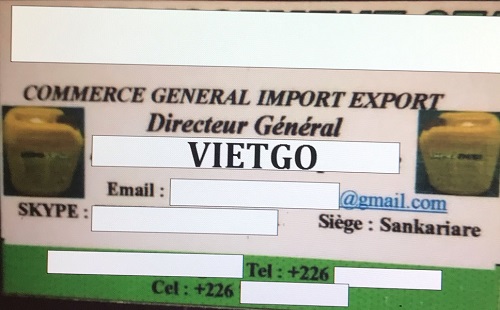 COMMERCE GENERAL IMPORT EXPORT
Directeur Général
VIETGO
Email : @gmail.com
SKYPE :
Siège : Sankariare
Tel : +226
Cel : +226